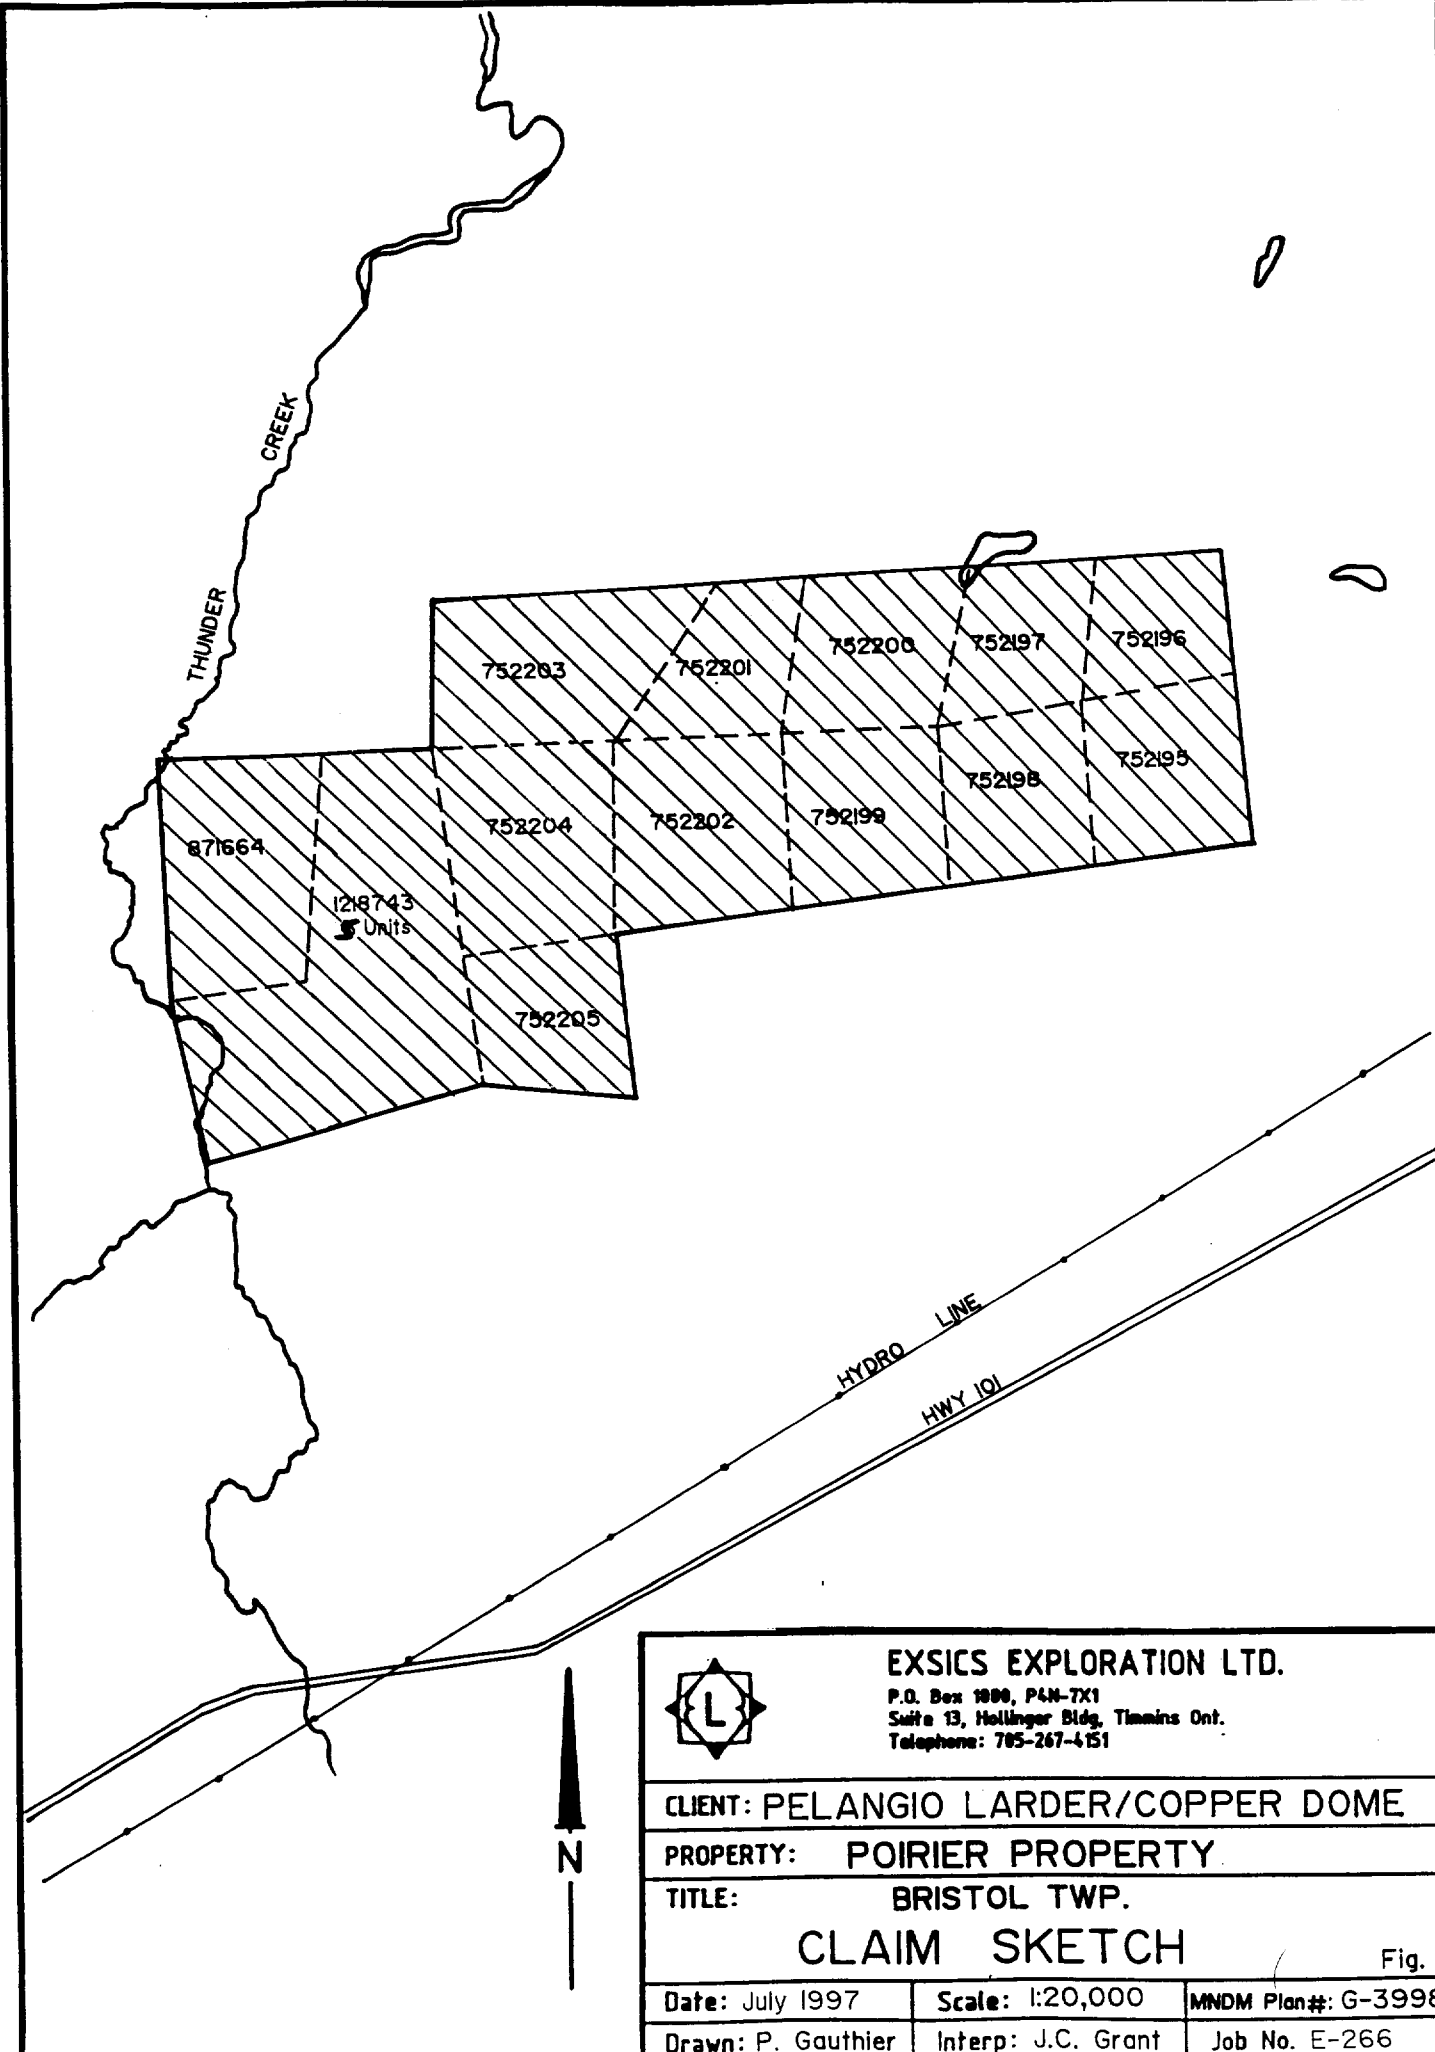 CREEK
THUNDER
752203
752201
752200
752197
752196
871664
752204
752202
752199
752198
752195
1218743
5 Units
752205
HYDRO LINE
HWY 101
L
EXSICS EXPLORATION LTD.
P.O. Box 1880, P4N-7X1
Suite 13, Hollinger Bldg, Timmins Ont.
Telephone: 705-267-4151
CLIENT: PELANGIO LARDER/COPPER DOME
PROPERTY: POIRIER PROPERTY
TITLE: BRISTOL TWP.
CLAIM SKETCH
Fig.
Date: July 1997
Scale: 1:20,000
MNDM Plan#: G-3998
Drawn: P. Gauthier
Interp: J.C. Grant
Job No. E-266
N